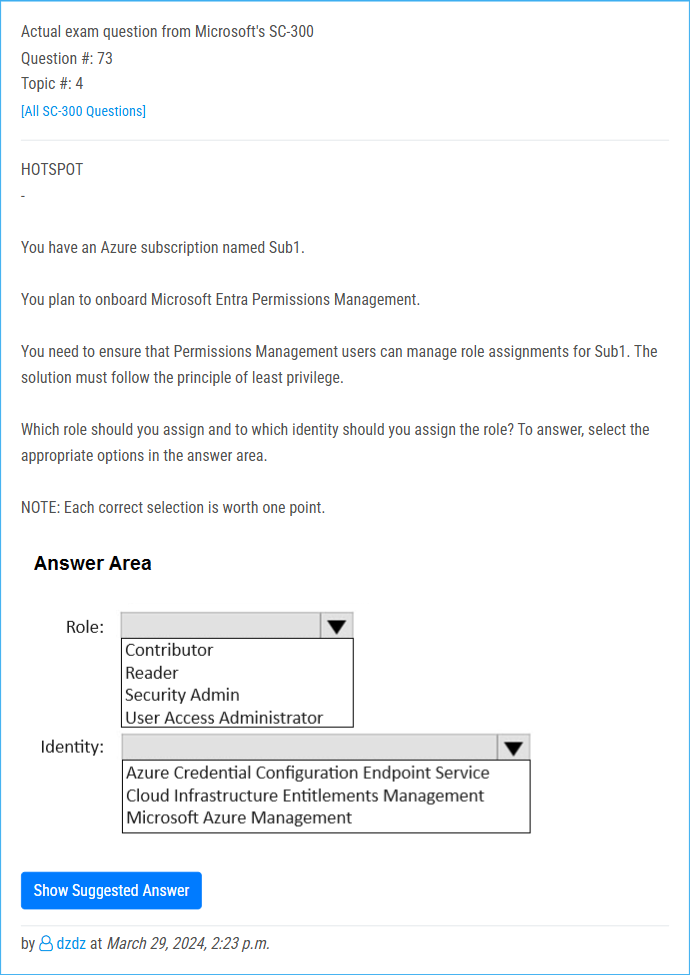 Actual exam question from Microsoft's SC-300
Question #: 73
Topic #: 4
[All SC-300 Questions]
HOTSPOT
-
You have an Azure subscription named Sub1.
You plan to onboard Microsoft Entra Permissions Management.
You need to ensure that Permissions Management users can manage role assignments for Sub1. The
solution must follow the principle of least privilege.
Which role should you assign and to which identity should you assign the role? To answer, select the
appropriate options in the answer area.
NOTE: Each correct selection is worth one point.
Answer Area
Role:
Contributor
Reader
Security Admin
User Access Administrator
Identity:
Azure Credential Configuration Endpoint Service
Cloud Infrastructure Entitlements Management
Microsoft Azure Management
Show Suggested Answer
by dzdz at March 29, 2024, 2:23 p.m.